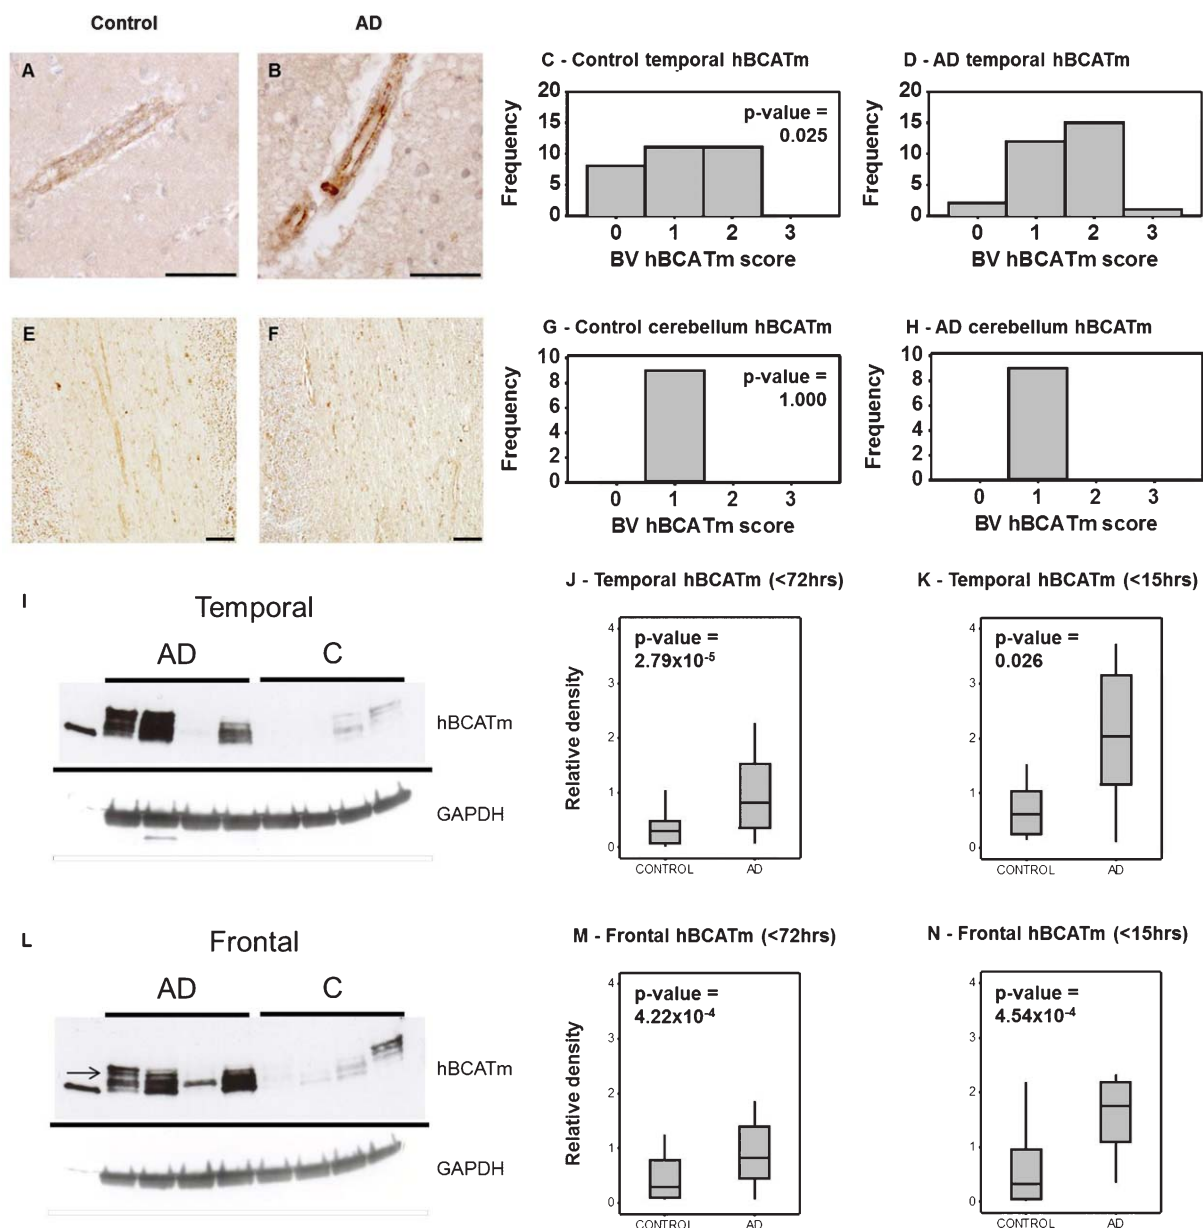 Control
AD
A
B
C - Control temporal hBCATm
20
15
10
5
0
Frequency
p-value =
0.025
0 1 2 3
BV hBCATm score
D - AD temporal hBCATm
20
15
10
5
0
Frequency
0 1 2 3
BV hBCATm score
E
F
G - Control cerebellum hBCATm
10
8
6
4
2
0
Frequency
p-value =
1.000
0 1 2 3
BV hBCATm score
H - AD cerebellum hBCATm
10
8
6
4
2
0
Frequency
0 1 2 3
BV hBCATm score
I
Temporal
AD C
hBCATm
GAPDH
J - Temporal hBCATm (<72hrs)
4
3
2
1
0
Relative density
p-value =
2.79x10⁻⁵
CONTROL AD
K - Temporal hBCATm (<15hrs)
4
3
2
1
0
p-value =
0.026
CONTROL AD
L
Frontal
AD C
hBCATm
GAPDH
M - Frontal hBCATm (<72hrs)
4
3
2
1
0
Relative density
p-value =
4.22x10⁻⁴
CONTROL AD
N - Frontal hBCATm (<15hrs)
4
3
2
1
0
p-value =
4.54x10⁻⁴
CONTROL AD